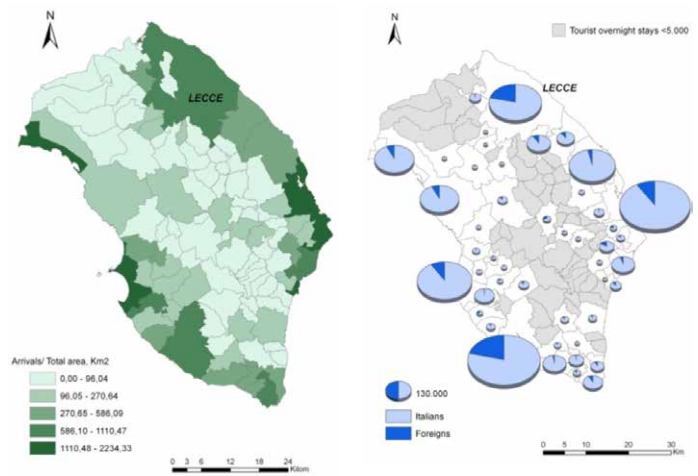 N
LECCE
Arrivals/ Total area, Km2
0,00 - 96,04
96,05 - 270,64
270,65 - 586,09
586,10 - 1110,47
1110,48 - 2234,33
0 3 6 12 18 24
Kilom
N
Tourist overnight stays <5.000
LECCE
130.000
Italians
Foreigns
0 5 10 20 30
Km